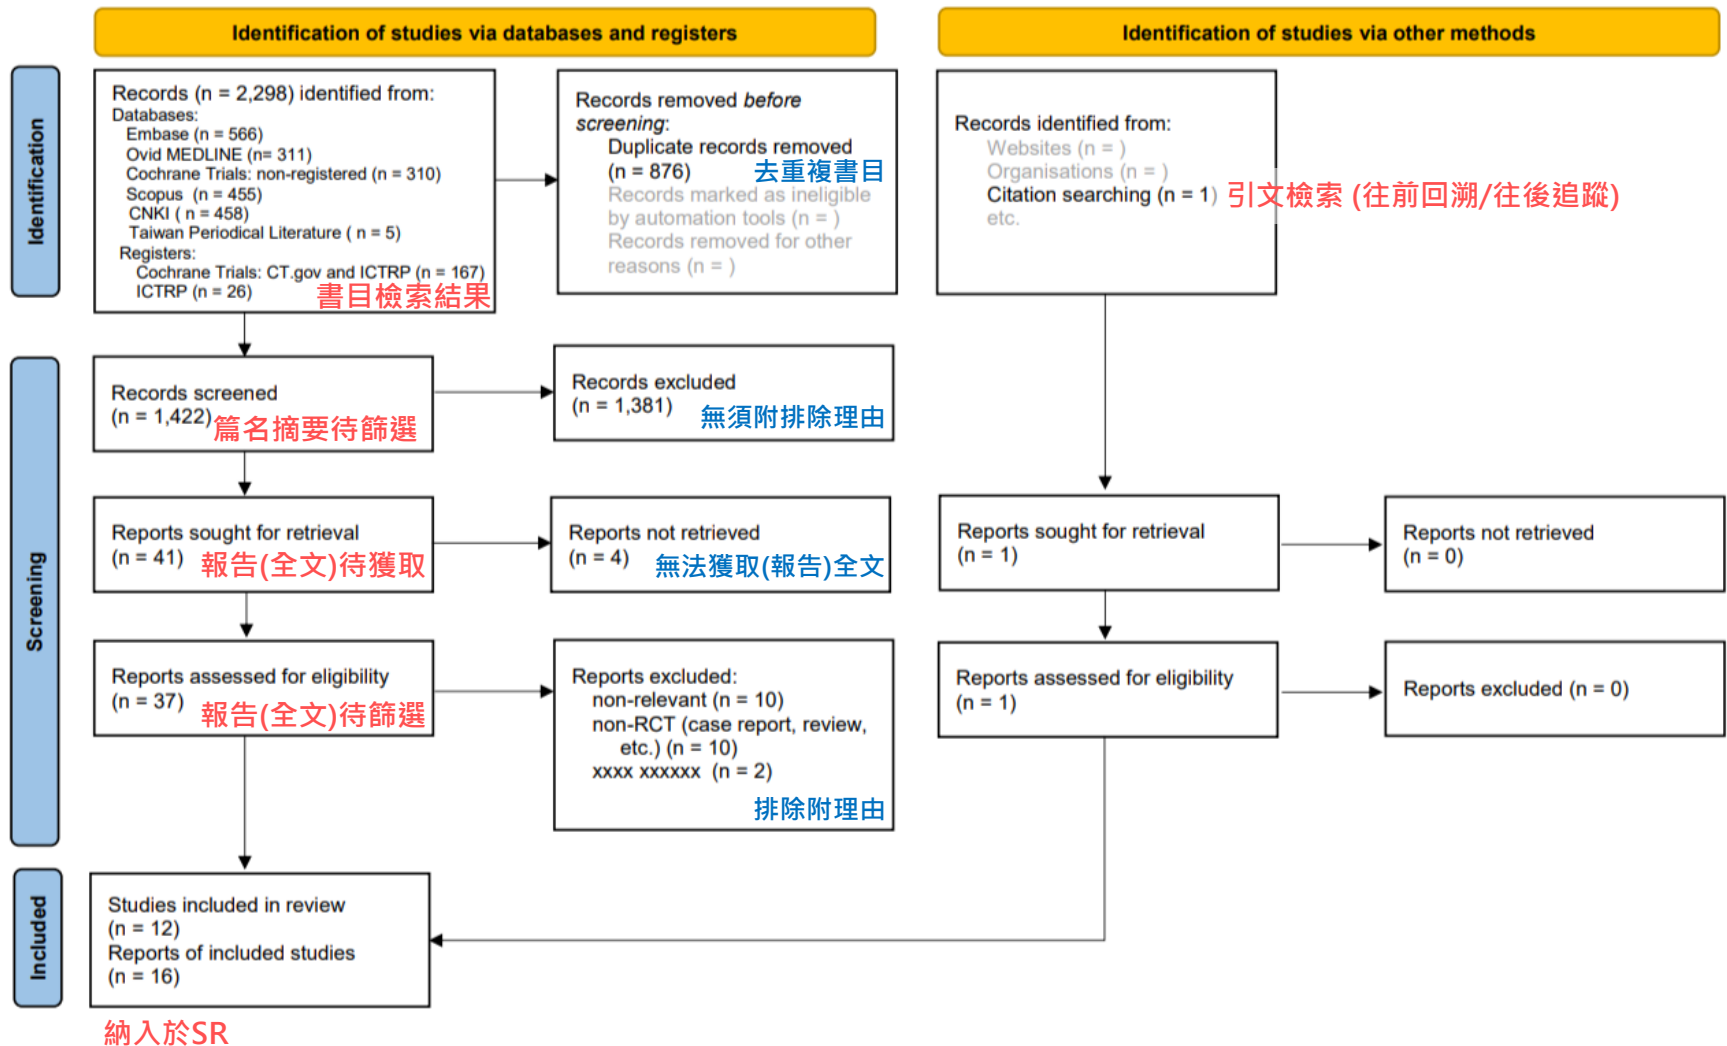 Identification of studies via databases and registers
Identification of studies via other methods
Identification
Records (n = 2,298) identified from:
Databases:
Embase (n = 566)
Ovid MEDLINE (n= 311)
Cochrane Trials: non-registered (n = 310)
Scopus (n = 455)
CNKI ( n = 458)
Taiwan Periodical Literature ( n = 5)
Registers:
Cochrane Trials: CT.gov and ICTRP (n = 167)
ICTRP (n = 26)
書目檢索結果
Records removed before
screening:
Duplicate records removed
(n = 876)
去重複書目
Records marked as ineligible
by automation tools (n = )
Records removed for other
reasons (n = )
Records identified from:
Websites (n = )
Organisations (n = )
Citation searching (n = 1)
引文檢索 (往前回溯/往後追蹤)
etc.
Screening
Records screened
(n = 1,422)
篇名摘要待篩選
Records excluded
(n = 1,381)
無須附排除理由
Reports sought for retrieval
(n = 41)
報告(全文)待獲取
Reports not retrieved
(n = 4)
無法獲取(報告)全文
Reports sought for retrieval
(n = 1)
Reports not retrieved
(n = 0)
Reports assessed for eligibility
(n = 37)
報告(全文)待篩選
Reports excluded:
non-relevant (n = 10)
non-RCT (case report, review,
etc.) (n = 10)
xxxx xxxxxx (n = 2)
排除附理由
Reports assessed for eligibility
(n = 1)
Reports excluded (n = 0)
Included
Studies included in review
(n = 12)
Reports of included studies
(n = 16)
納入於SR